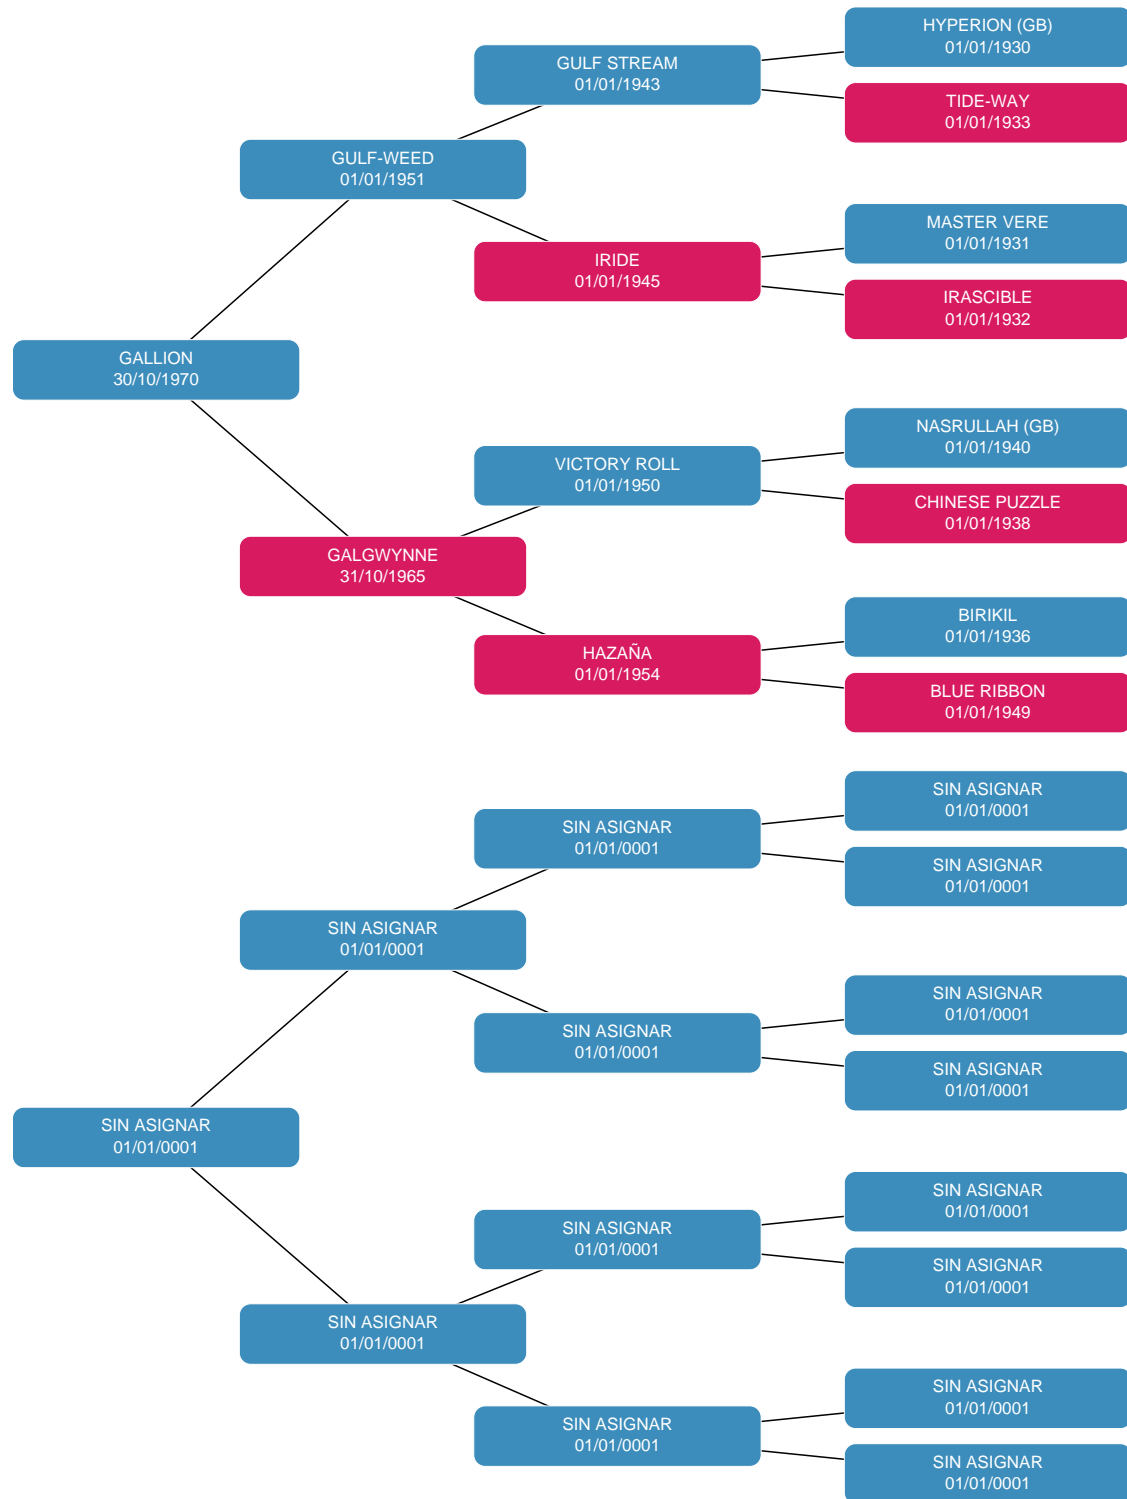 HYPERION (GB)
01/01/1930
GULF STREAM
01/01/1943
TIDE-WAY
01/01/1933
GULF-WEED
01/01/1951
MASTER VERE
01/01/1931
IRIDE
01/01/1945
IRASCIBLE
01/01/1932
GALLION
30/10/1970
NASRULLAH (GB)
01/01/1940
VICTORY ROLL
01/01/1950
CHINESE PUZZLE
01/01/1938
GALGWYNNE
31/10/1965
BIRIKIL
01/01/1936
HAZAÑA
01/01/1954
BLUE RIBBON
01/01/1949
SIN ASIGNAR
01/01/0001
SIN ASIGNAR
01/01/0001
SIN ASIGNAR
01/01/0001
SIN ASIGNAR
01/01/0001
SIN ASIGNAR
01/01/0001
SIN ASIGNAR
01/01/0001
SIN ASIGNAR
01/01/0001
SIN ASIGNAR
01/01/0001
SIN ASIGNAR
01/01/0001
SIN ASIGNAR
01/01/0001
SIN ASIGNAR
01/01/0001
SIN ASIGNAR
01/01/0001
SIN ASIGNAR
01/01/0001
SIN ASIGNAR
01/01/0001
SIN ASIGNAR
01/01/0001